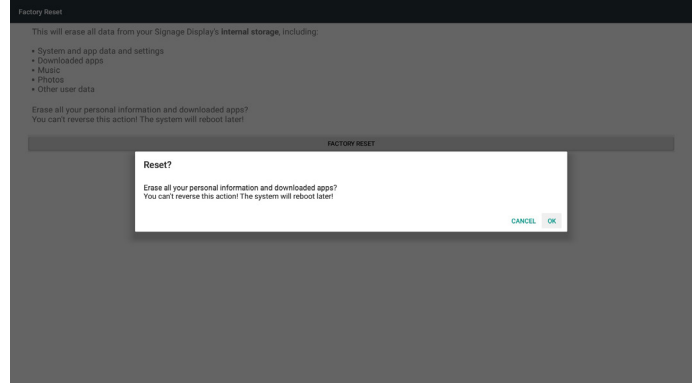 Factory Reset
This will erase all data from your Signage Display's internal storage, including:
• System and app data and settings
• Downloaded apps
• Music
• Photos
• Other user data
Erase all your personal information and downloaded apps?
You can't reverse this action! The system will reboot later!
FACTORY RESET
Reset?
Erase all your personal information and downloaded apps?
You can't reverse this action! The system will reboot later!
CANCEL OK